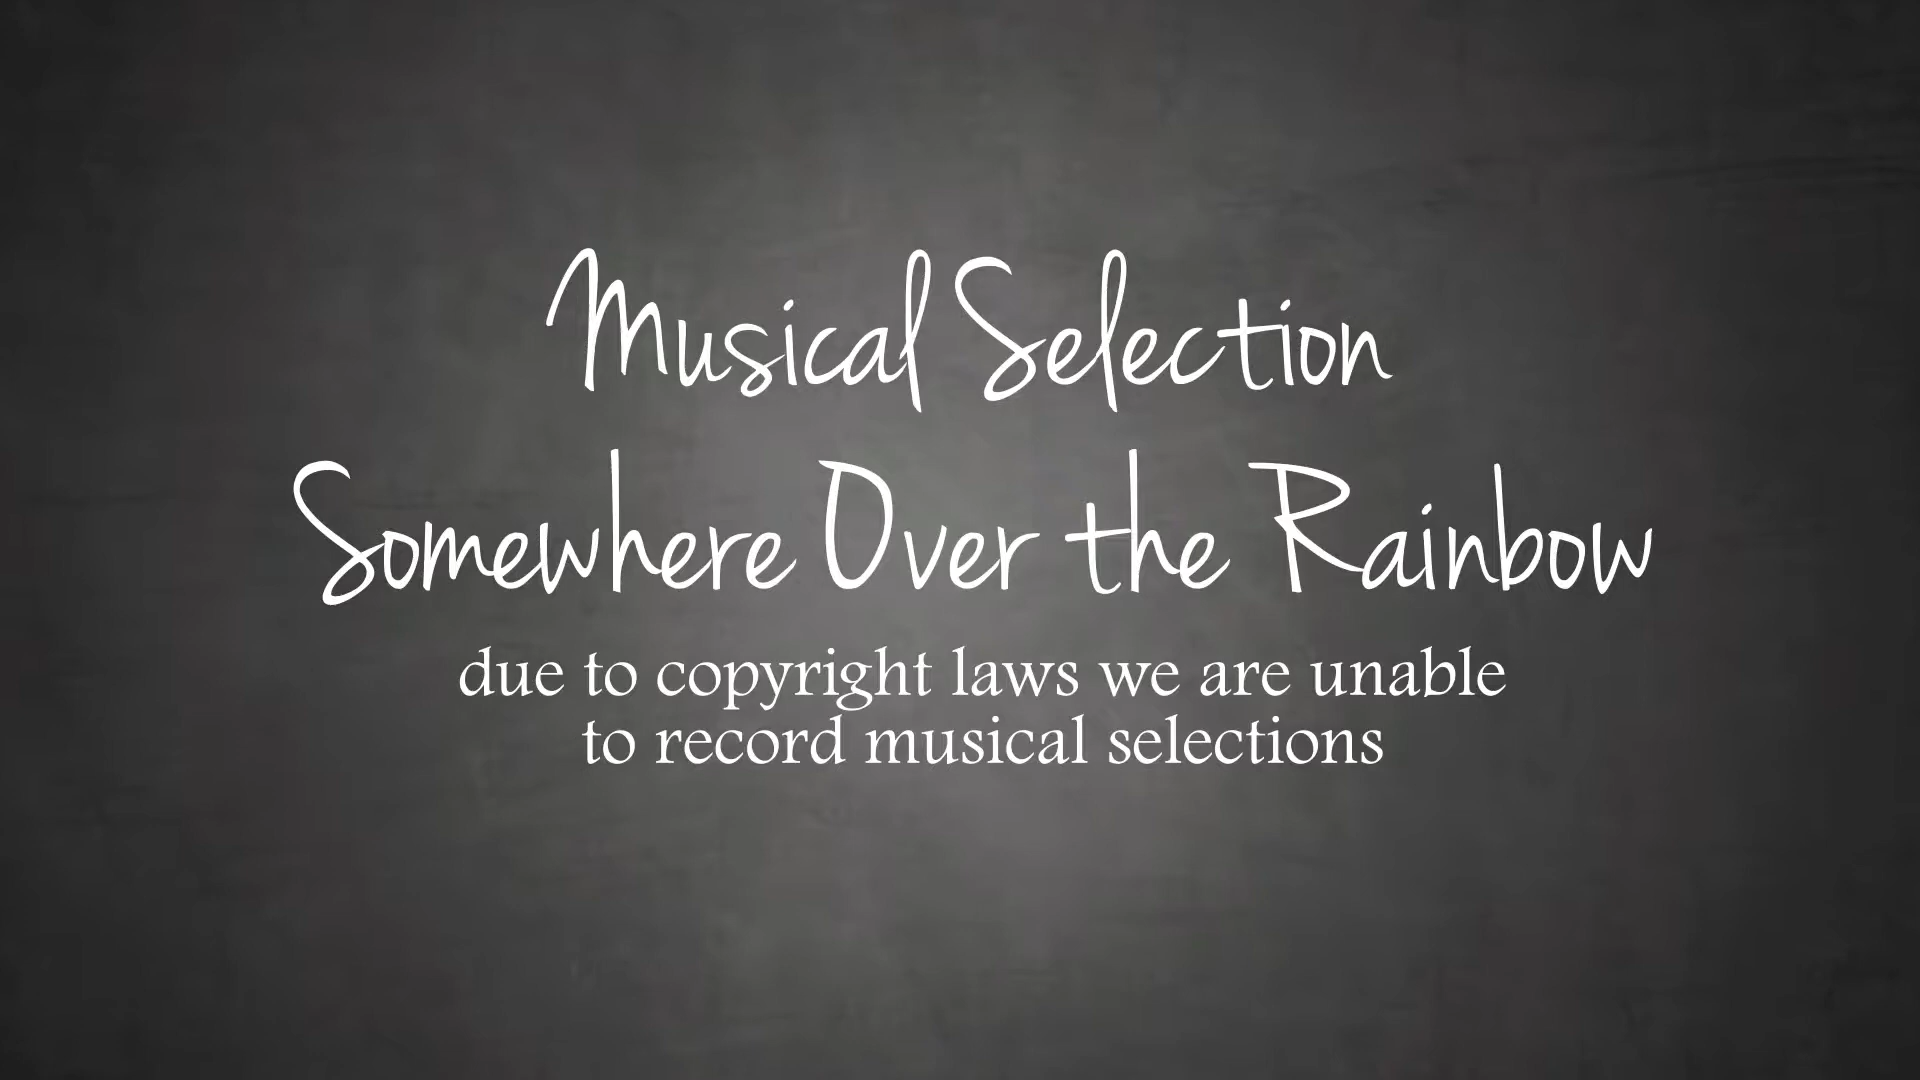 Musical Selection
Somewhere Over the Rainbow
due to copyright laws we are unable
to record musical selections